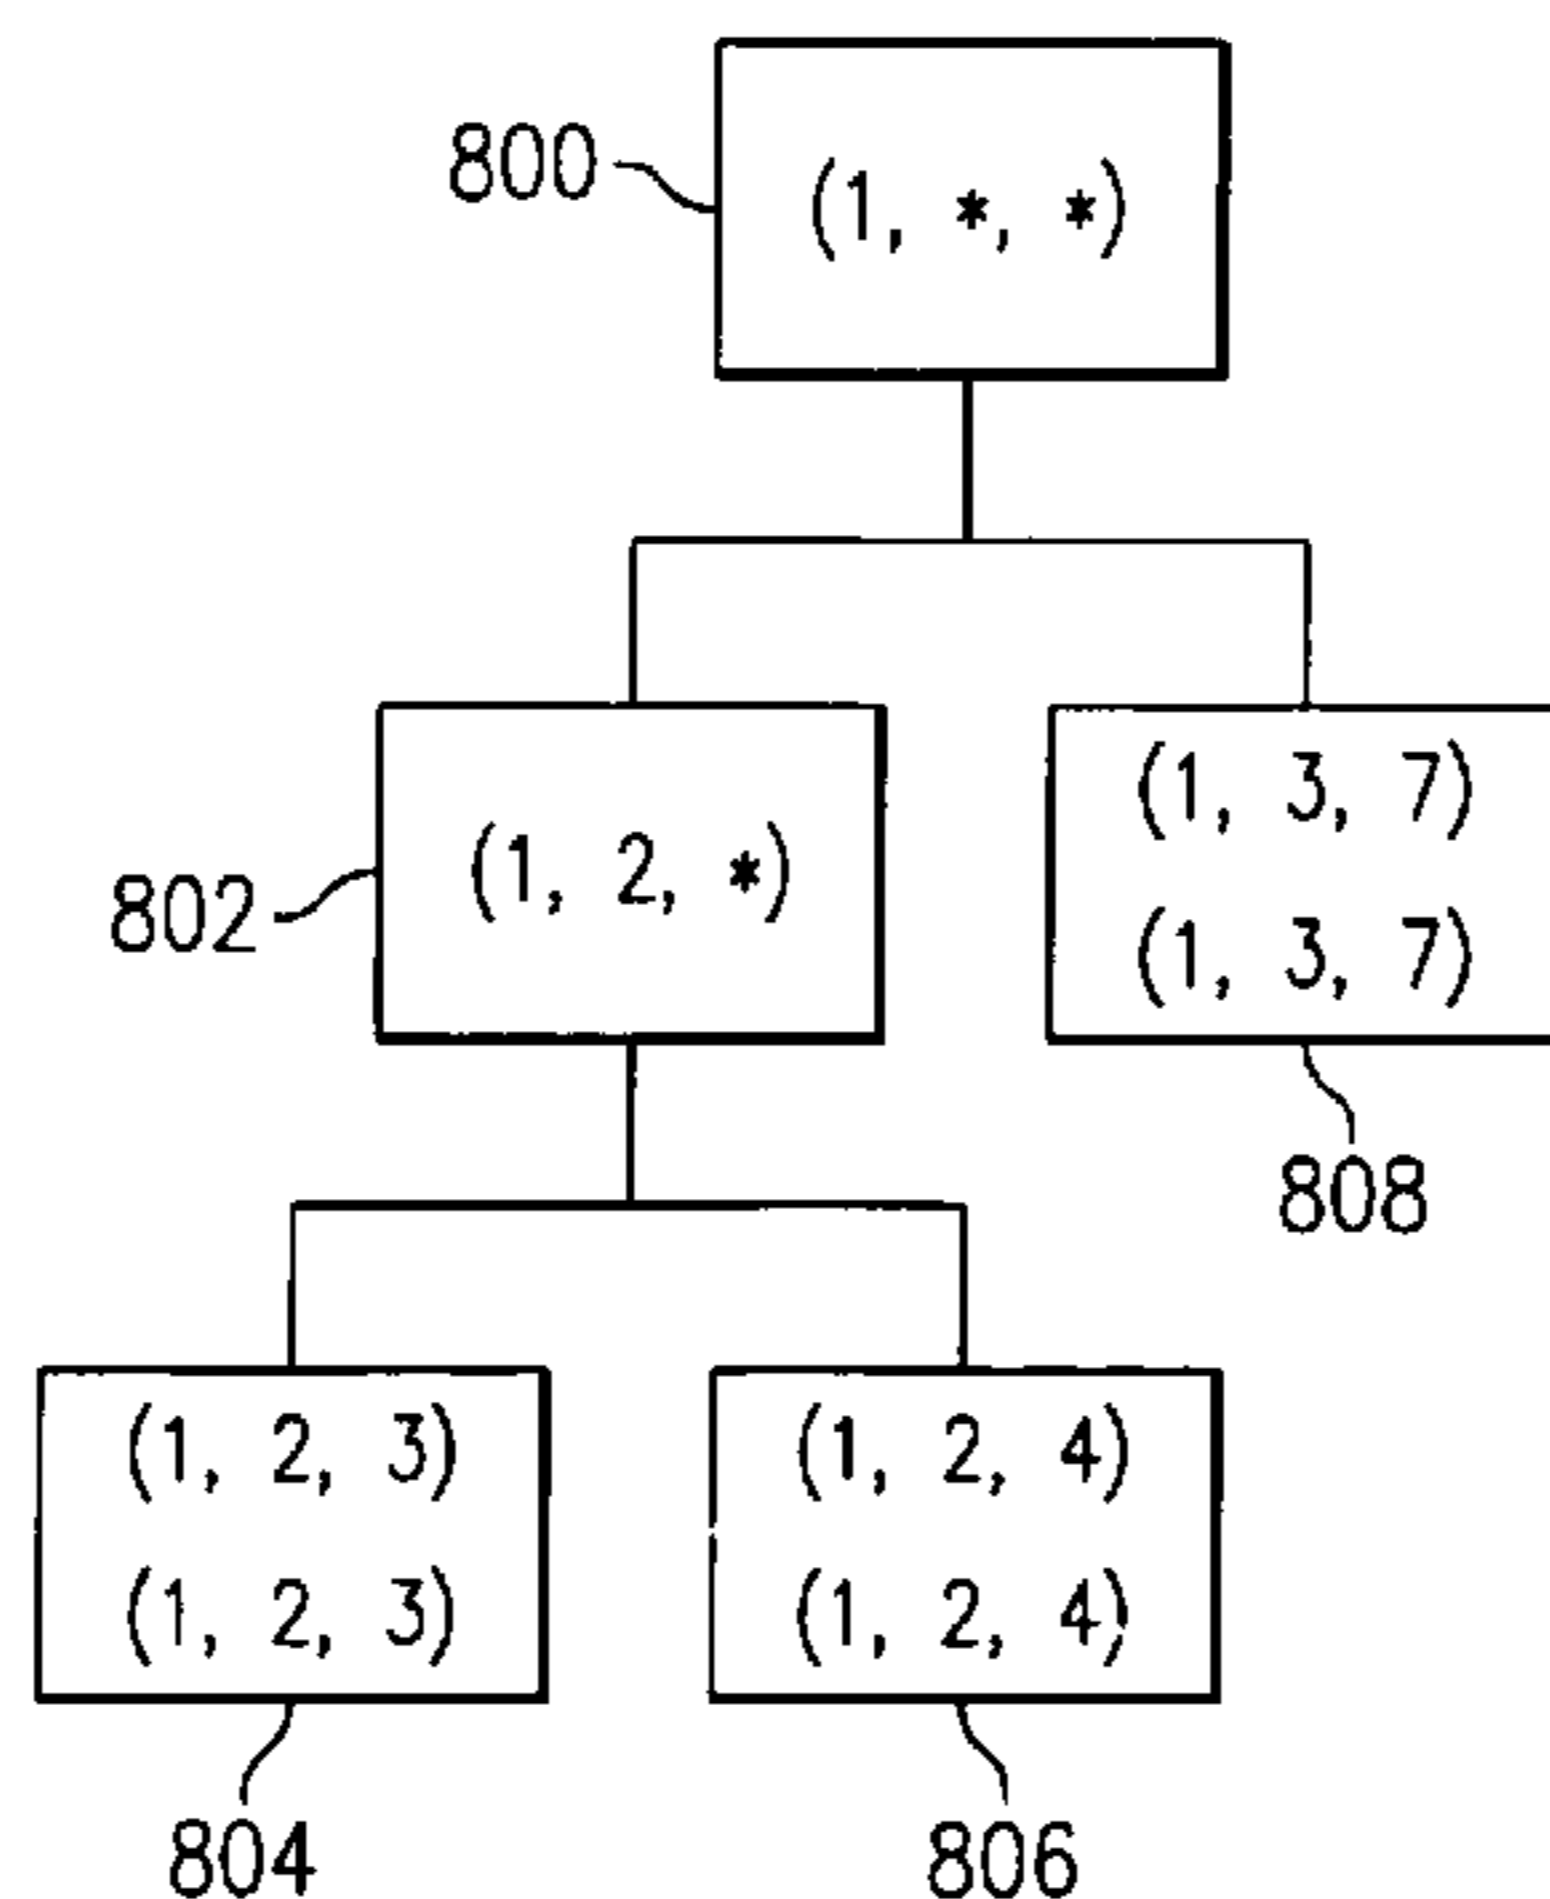 800
(1, *, *)
802
(1, 2, *)
(1, 3, 7)
(1, 3, 7)
808
(1, 2, 3)
(1, 2, 3)
804
(1, 2, 4)
(1, 2, 4)
806